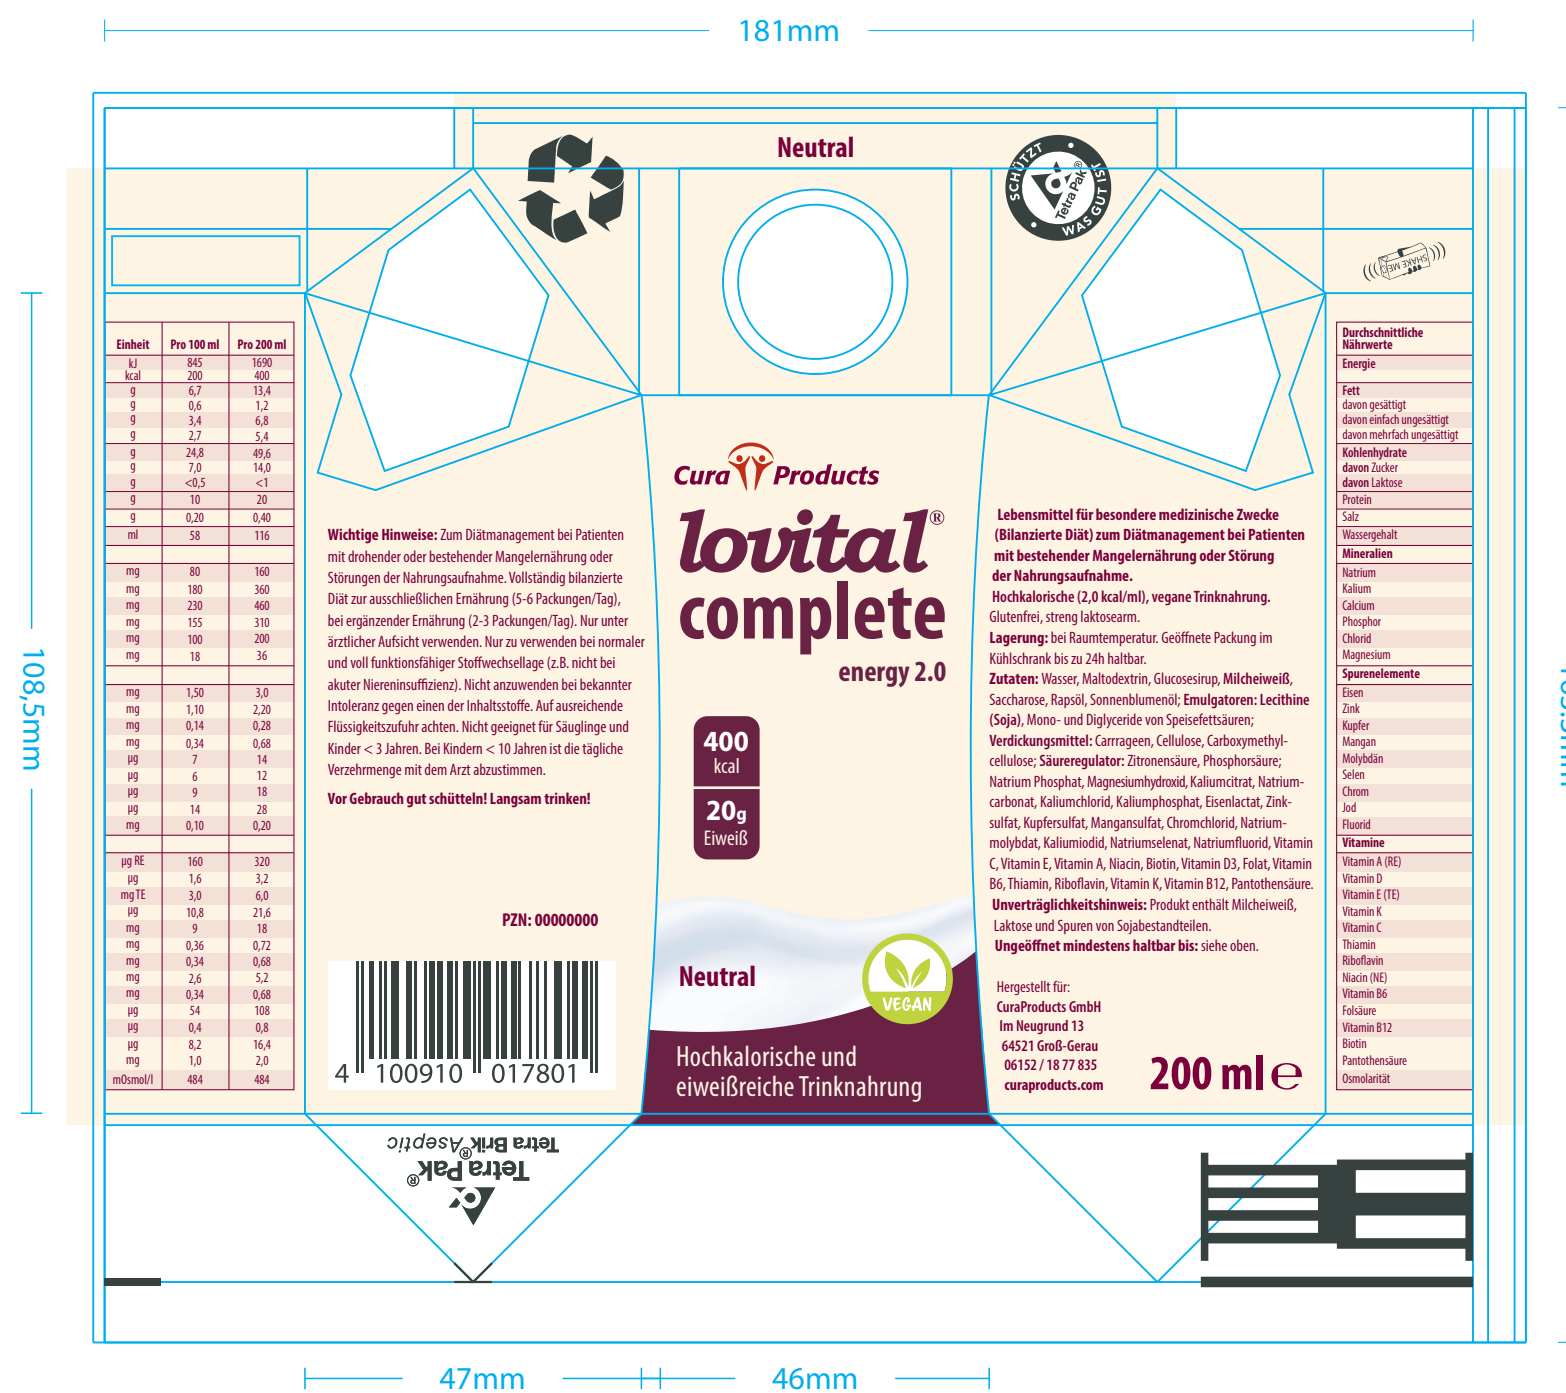 181mm
Neutral
SCHÜTZT
WAS GUT IST
Tetra Pak®
SHAKE ME
108,5mm
Einheit Pro 100 ml Pro 200 ml
kJ 845 1690
kcal 200 400
g 6,7 13,4
g 0,6 1,2
g 3,4 6,8
g 2,7 5,4
g 24,8 49,6
g 7,0 14,0
g <0,5 <1
g 10 20
g 0,20 0,40
ml 58 116
mg 80 160
mg 180 360
mg 230 460
mg 155 310
mg 100 200
mg 18 36
mg 1,50 3,0
mg 1,10 2,20
mg 0,14 0,28
mg 0,34 0,68
µg 7 14
µg 6 12
µg 9 18
µg 14 28
mg 0,10 0,20
µg RE 160 320
µg 1,6 3,2
mg TE 3,0 6,0
µg 10,8 21,6
mg 9 18
mg 0,36 0,72
mg 0,34 0,68
mg 2,6 5,2
mg 0,34 0,68
µg 54 108
µg 0,4 0,8
µg 8,2 16,4
mg 1,0 2,0
mOsmol/l 484 484
Wichtige Hinweise: Zum Diätmanagement bei Patienten
mit drohender oder bestehender Mangelernährung oder
Störungen der Nahrungsaufnahme. Vollständig bilanzierte
Diät zur ausschließlichen Ernährung (5-6 Packungen/Tag),
bei ergänzender Ernährung (2-3 Packungen/Tag). Nur unter
ärztlicher Aufsicht verwenden. Nur zu verwenden bei normaler
und voll funktionsfähiger Stoffwechsellage (z.B. nicht bei
akuter Niereninsuffizienz). Nicht anzuwenden bei bekannter
Intoleranz gegen einen der Inhaltsstoffe. Auf ausreichende
Flüssigkeitszufuhr achten. Nicht geeignet für Säuglinge und
Kinder < 3 Jahren. Bei Kindern < 10 Jahren ist die tägliche
Verzehrmenge mit dem Arzt abzustimmen.
Vor Gebrauch gut schütteln! Langsam trinken!
PZN: 00000000
4 100910 017801
Cura Products
lovital®
complete
energy 2.0
400
kcal
20g
Eiweiß
Neutral
VEGAN
Hochkalorische und
eiweißreiche Trinknahrung
Lebensmittel für besondere medizinische Zwecke
(Bilanzierte Diät) zum Diätmanagement bei Patienten
mit bestehender Mangelernährung oder Störung
der Nahrungsaufnahme.
Hochkalorische (2,0 kcal/ml), vegane Trinknahrung.
Glutenfrei, streng laktosearm.
Lagerung: bei Raumtemperatur. Geöffnete Packung im
Kühlschrank bis zu 24h haltbar.
Zutaten: Wasser, Maltodextrin, Glucosesirup, Milcheiweiß,
Saccharose, Rapsöl, Sonnenblumenöl; Emulgatoren: Lecithine
(Soja), Mono- und Diglyceride von Speisefettsäuren;
Verdickungsmittel: Carrrageen, Cellulose, Carboxymethyl-
cellulose; Säureregulator: Zitronensäure, Phosphorsäure;
Natrium Phosphat, Magnesiumhydroxid, Kaliumcitrat, Natrium-
carbonat, Kaliumchlorid, Kaliumphosphat, Eisenlactat, Zink-
sulfat, Kupfersulfat, Mangansulfat, Chromchlorid, Natrium-
molybdat, Kaliumiodid, Natriumselenat, Natriumfluorid, Vitamin
C, Vitamin E, Vitamin A, Niacin, Biotin, Vitamin D3, Folat, Vitamin
B6, Thiamin, Riboflavin, Vitamin K, Vitamin B12, Pantothensäure.
Unverträglichkeitshinweis: Produkt enthält Milcheiweiß,
Laktose und Spuren von Sojabestandteilen.
Ungeöffnet mindestens haltbar bis: siehe oben.
Hergestellt für:
CuraProducts GmbH
Im Neugrund 13
64521 Groß-Gerau
06152 / 18 77 835
curaproducts.com
200 ml ℮
Durchschnittliche
Nährwerte
Energie
Fett
davon gesättigt
davon einfach ungesättigt
davon mehrfach ungesättigt
Kohlenhydrate
davon Zucker
davon Laktose
Protein
Salz
Wassergehalt
Mineralien
Natrium
Kalium
Calcium
Phosphor
Chlorid
Magnesium
Spurenelemente
Eisen
Zink
Kupfer
Mangan
Molybdän
Selen
Chrom
Jod
Fluorid
Vitamine
Vitamin A (RE)
Vitamin D
Vitamin E (TE)
Vitamin K
Vitamin C
Thiamin
Riboflavin
Niacin (NE)
Vitamin B6
Folsäure
Vitamin B12
Biotin
Pantothensäure
Osmolarität
Tetra Pak®
Tetra Brik® Aseptic
47mm
46mm